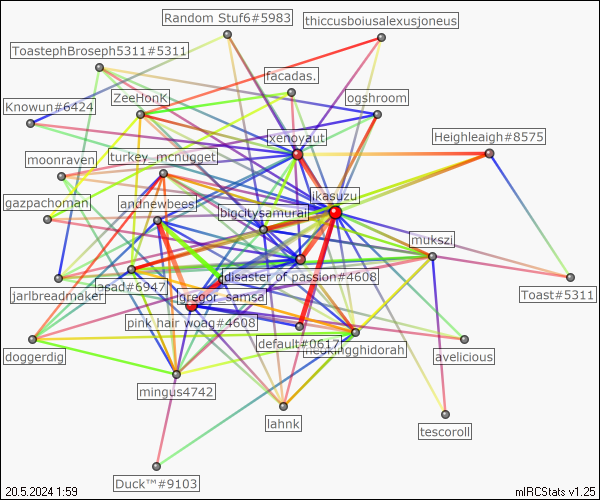 Random Stuf6#5983
thiccusboiusalexusjoneus
ToastephBroseph5311#5311
facadas.
ZeeHonK
ogshroom
Knowun#6424
xenoyaut
Heighleaigh#8575
moonraven
turkey_mcnugget
jikasuzu
gazpachoman
andnewbees
bigcitysamurai
mukszi
disaster of passion#4608
jarlbreadmaker
asad#6947
gregor_samsa
Toast#5311
pink hair woag#4608
default#0617
doggerdig
avelicious
mingus4742
lahnk
tescoroll
Duck™#9103
20.5.2024 1:59
mIRCStats v1.25